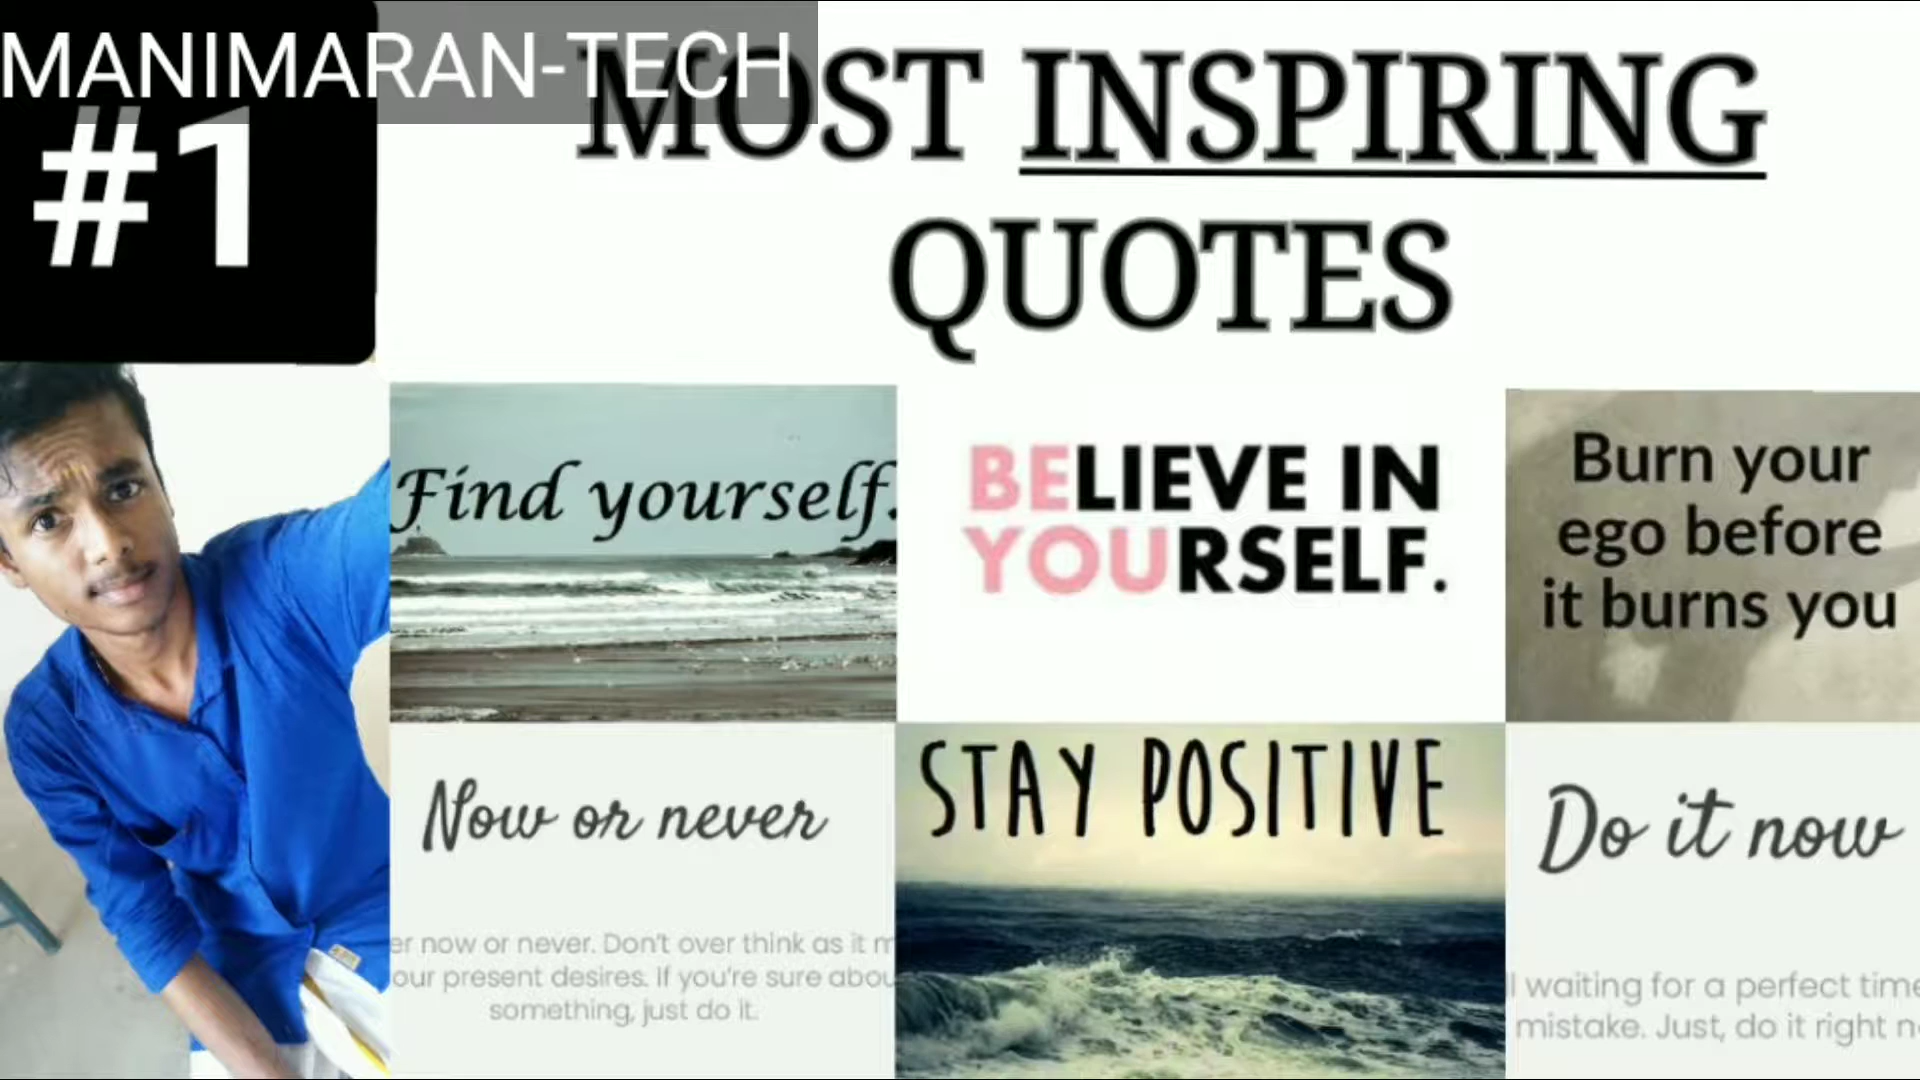 MANIMARAN-TECH
#1
MOST INSPIRING
QUOTES
Find yourself.
BELIEVE IN
YOURSELF.
Burn your
ego before
it burns you
Now or never
er now or never. Don't over think as it m
our present desires. If you're sure abou
something, just do it.
STAY POSITIVE
Do it now
l waiting for a perfect time
mistake. Just, do it right n